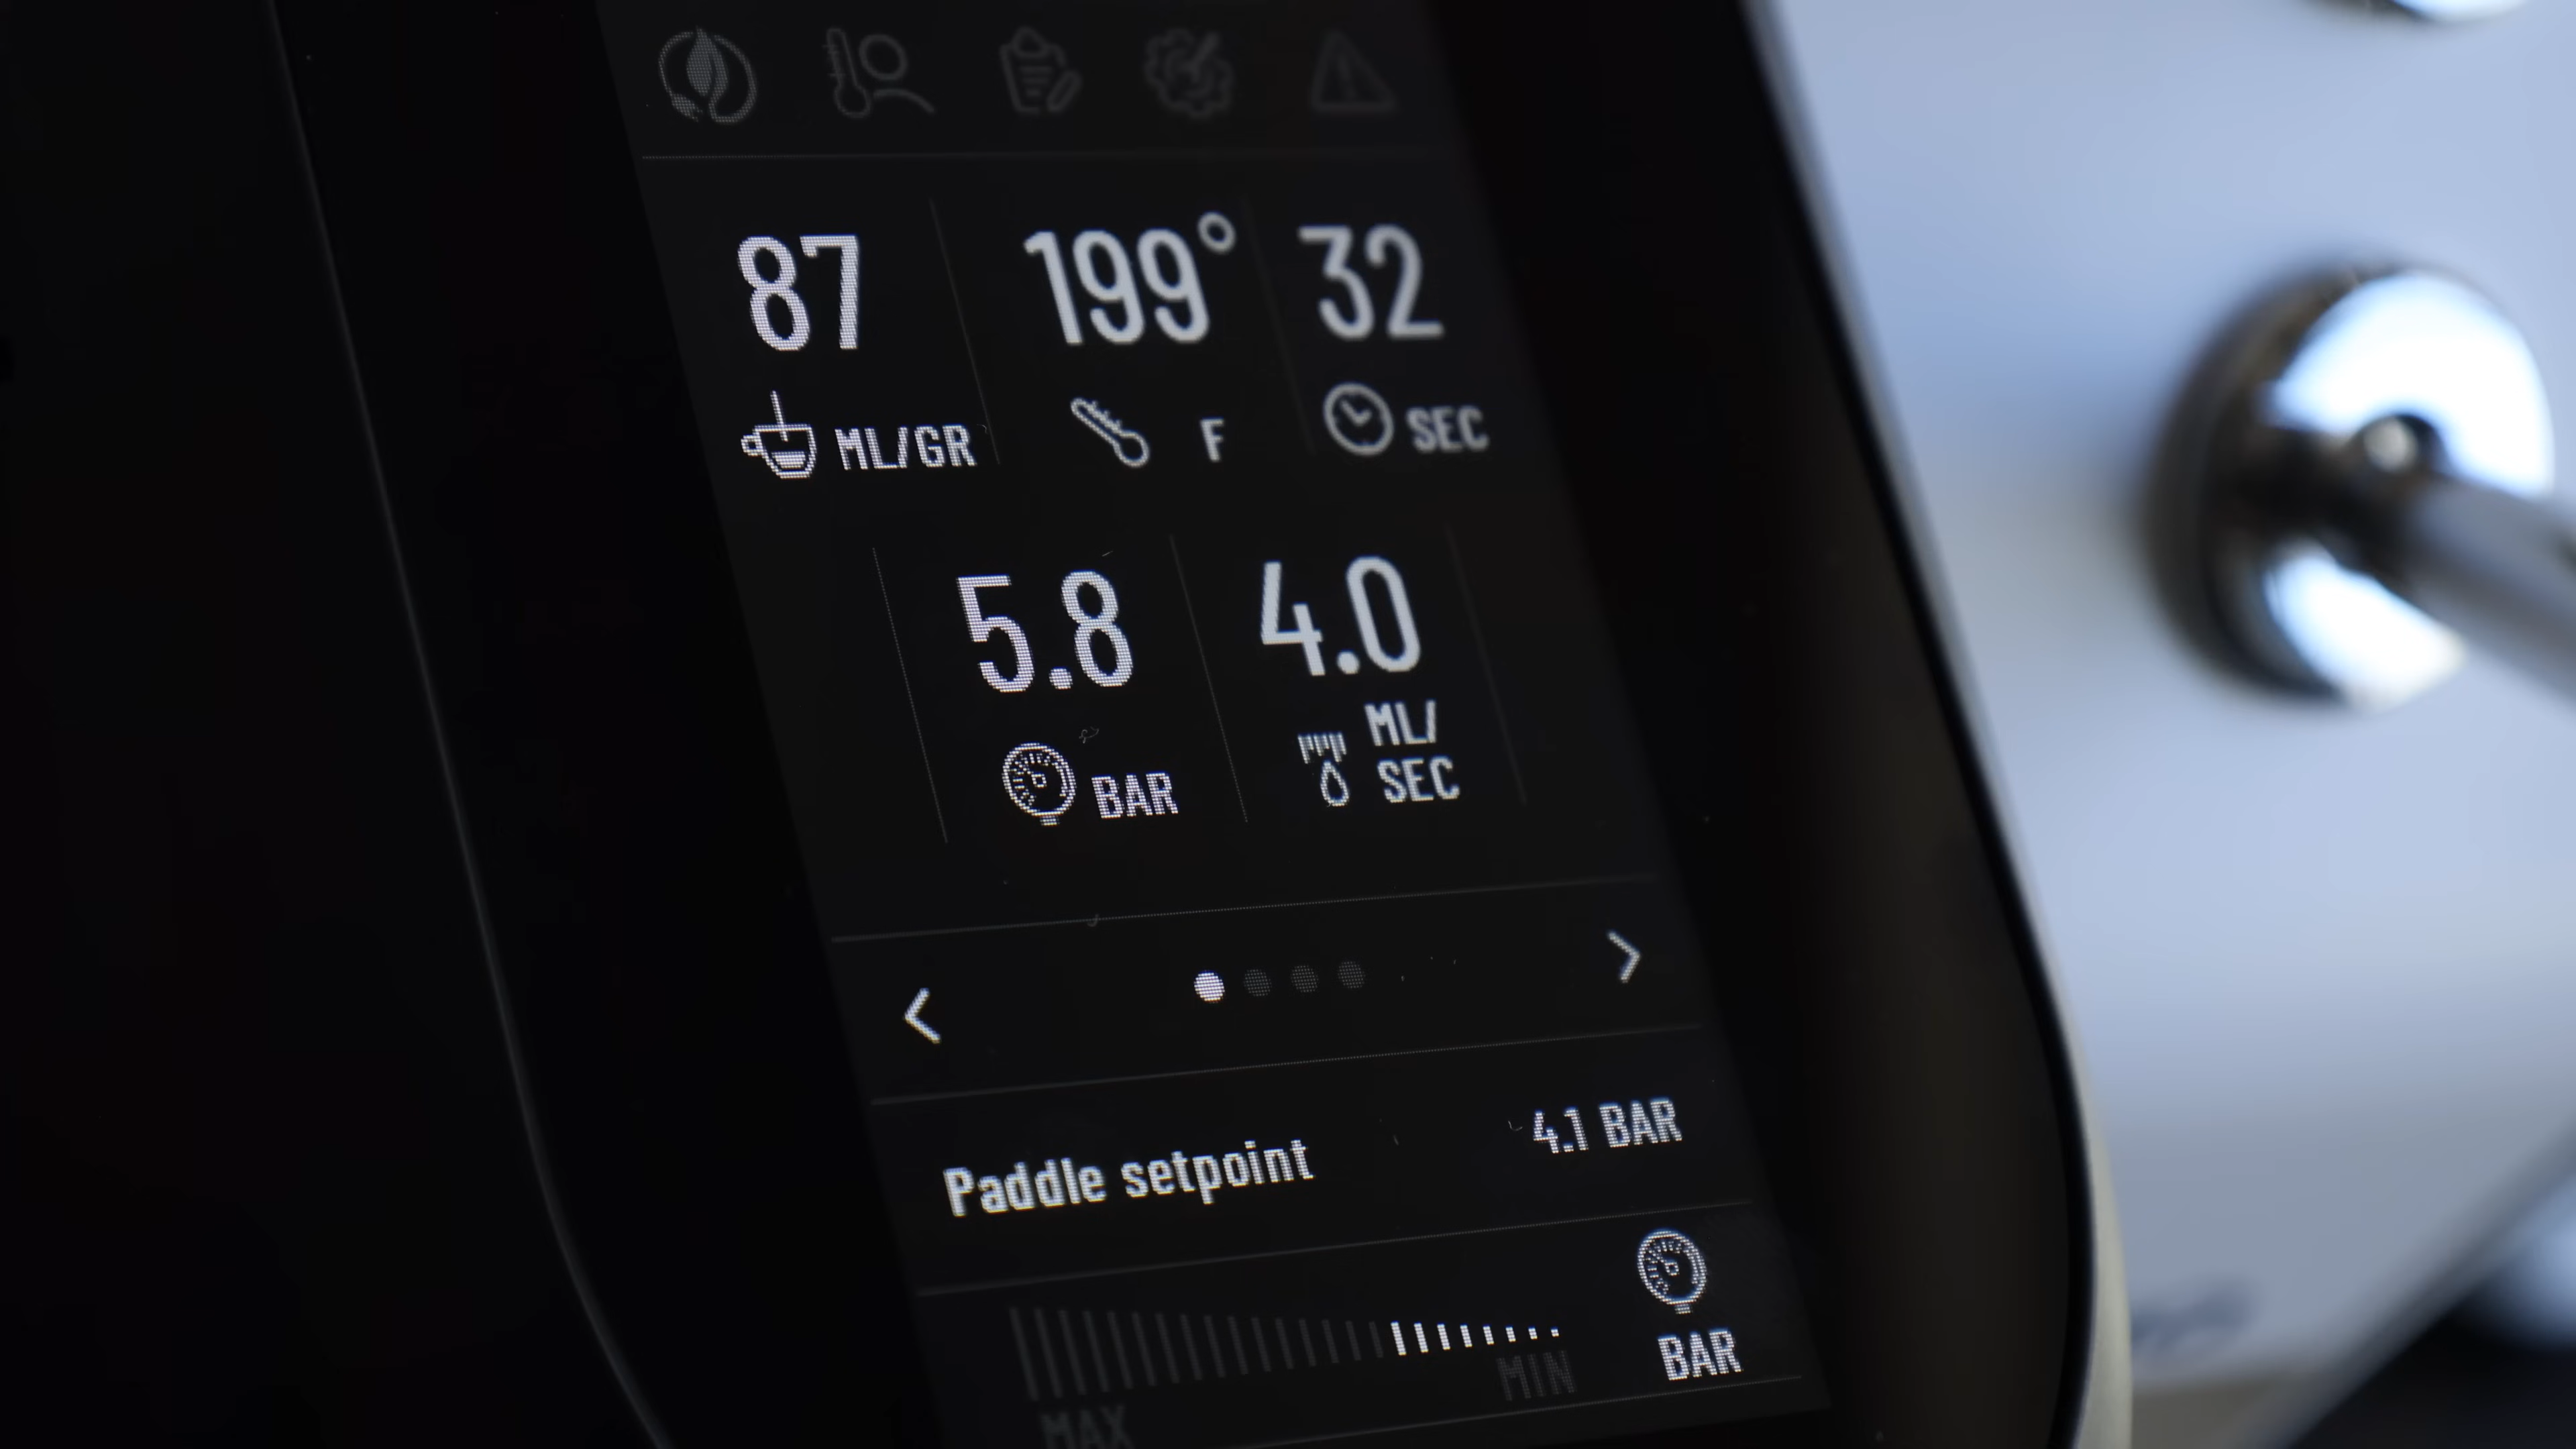 87 199° 32
ML/GR F SEC
5.8 4.0
BAR ML/
SEC
Paddle setpoint 4.1 BAR
MAX MIN BAR